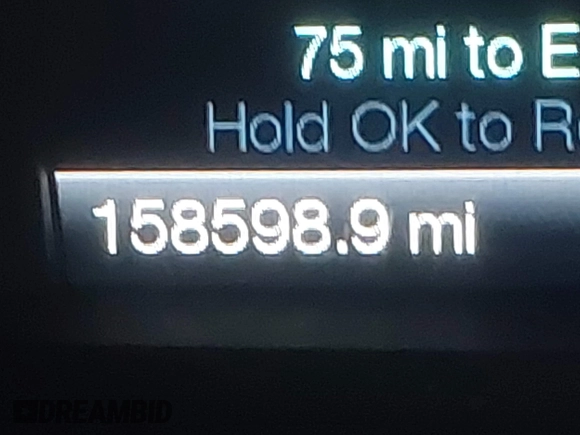 75 mi to E
Hold OK to R
158598.9 mi
DREAMBID